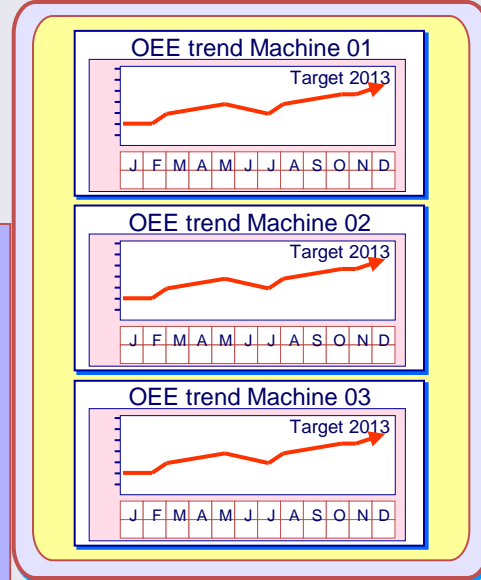 OEE trend Machine 01
Target 2013
J F M A M J J A S O N D
OEE trend Machine 02
Target 2013
J F M A M J J A S O N D
OEE trend Machine 03
Target 2013
J F M A M J J A S O N D